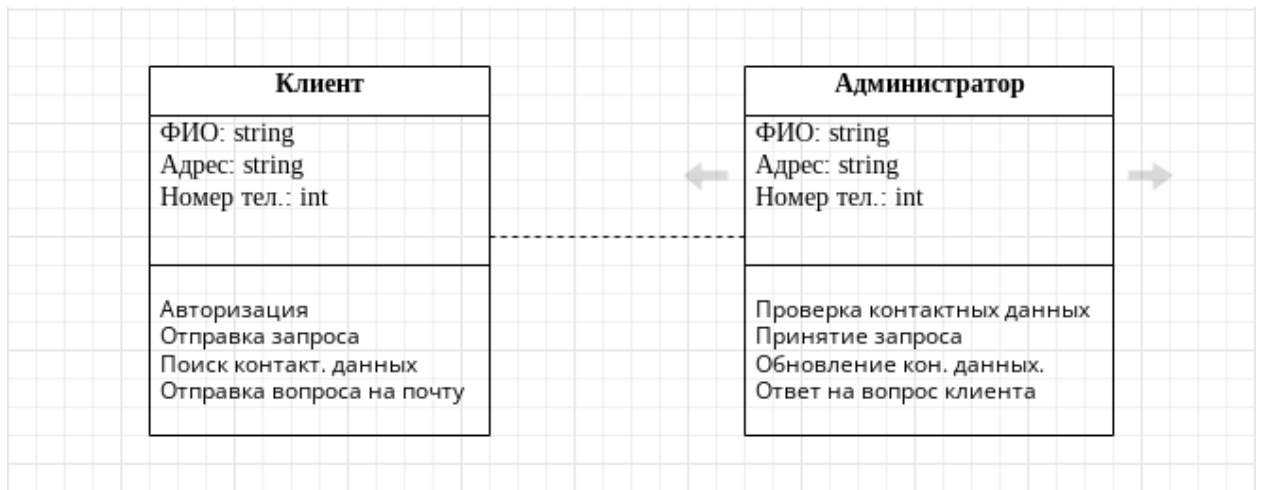 Клиент
ФИО: string
Адрес: string
Номер тел.: int
Авторизация
Отправка запроса
Поиск контакт. данных
Отправка вопроса на почту
Администратор
ФИО: string
Адрес: string
Номер тел.: int
Проверка контактных данных
Принятие запроса
Обновление кон. данных.
Ответ на вопрос клиента